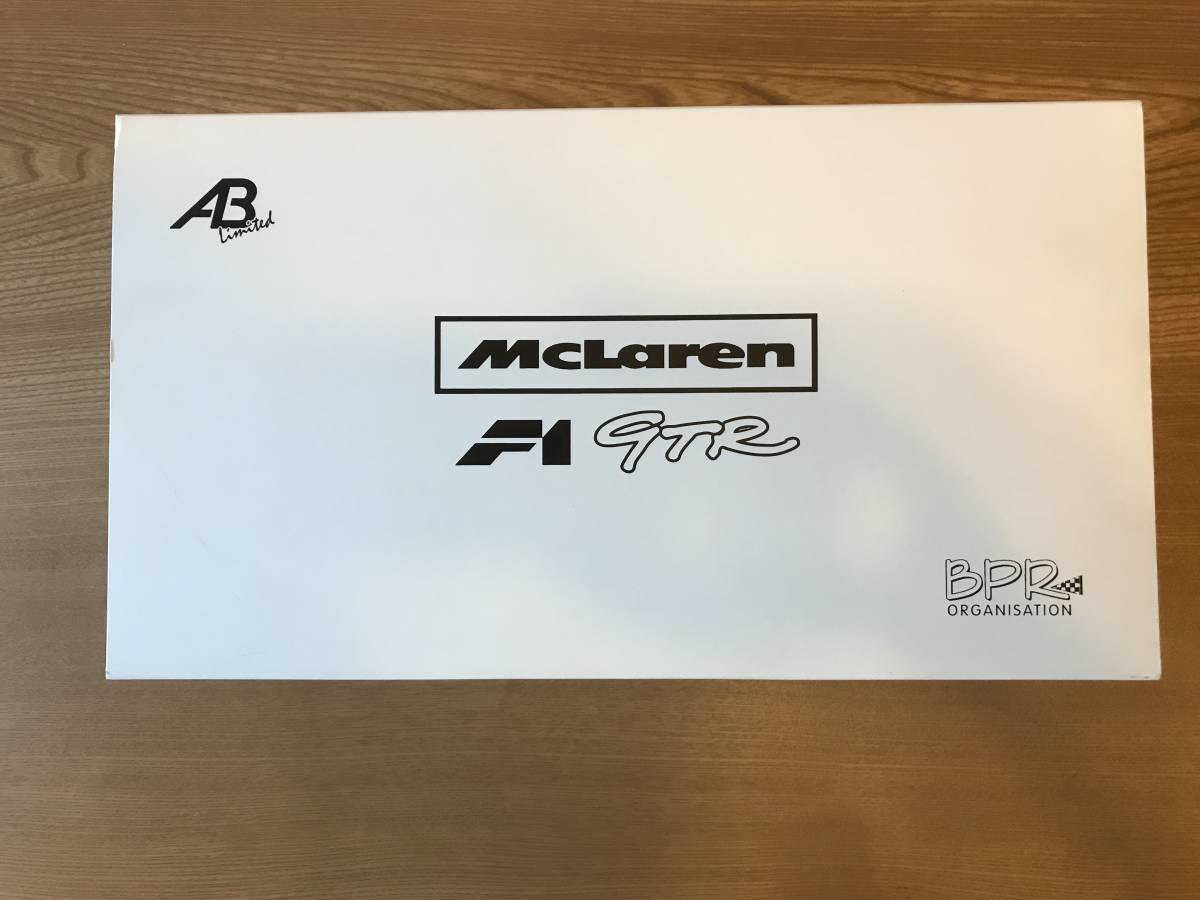 AB
Limited
McLaren
F1 GTR
BPR
ORGANISATION